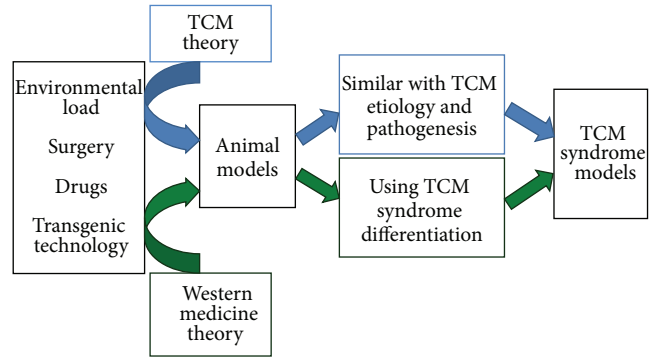 TCM
theory
Environmental
load
Surgery
Drugs
Transgenic
technology
Western
medicine
theory
Animal
models
Similar with TCM
etiology and
pathogenesis
Using TCM
syndrome
differentiation
TCM
syndrome
models